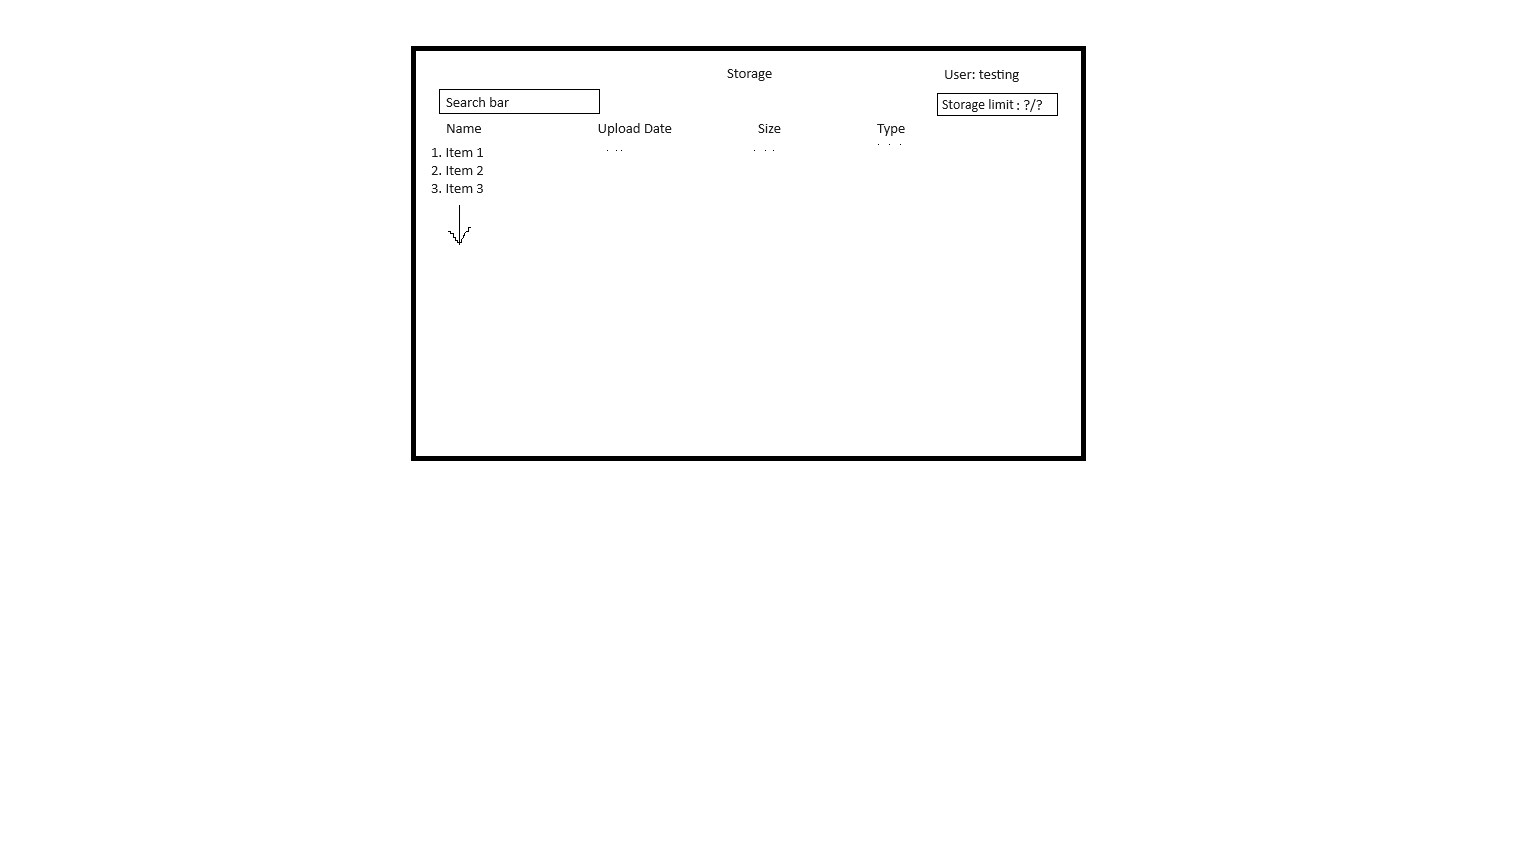 Storage
User: testing
Search bar
Storage limit : ?/?
Name Upload Date Size Type
1. Item 1 . . . . . . . . .
2. Item 2
3. Item 3